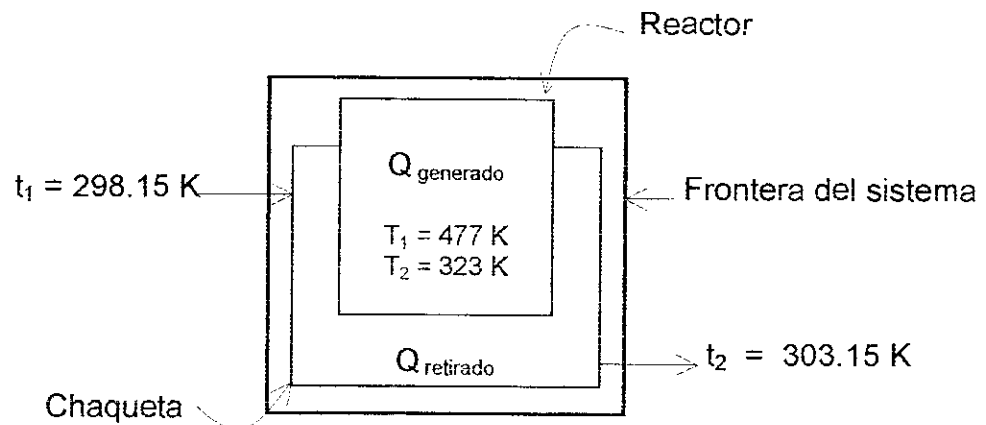 Reactor
t₁ = 298.15 K
Q generado
Frontera del sistema
T₁ = 477 K
T₂ = 323 K
Q retirado
t₂ = 303.15 K
Chaqueta